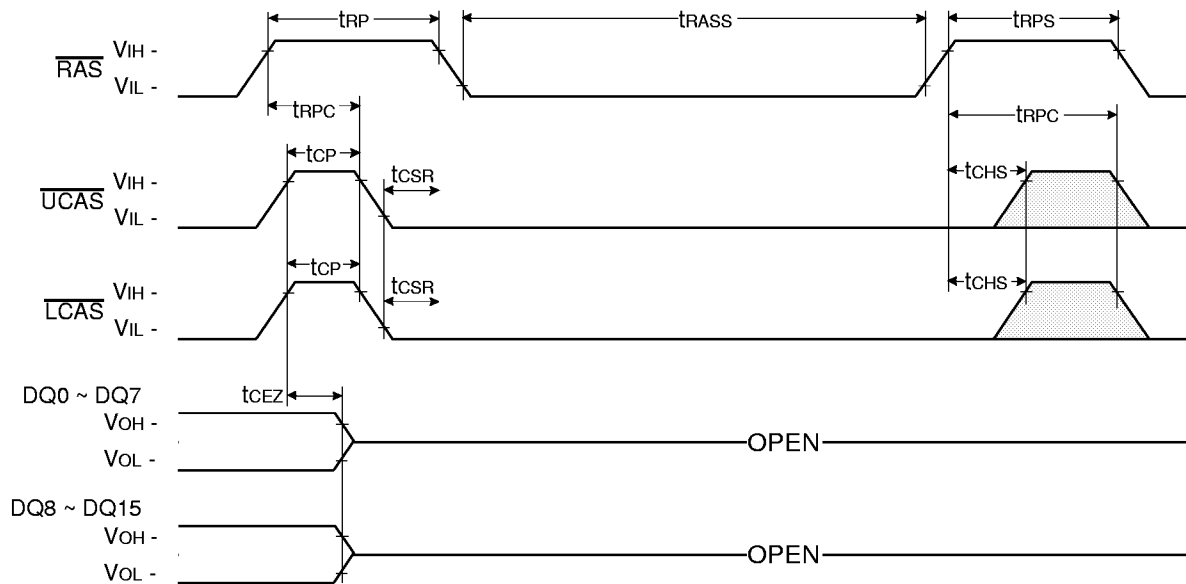 tRP
tRASS
tRPS
RAS
VIH -
VIL -
tRPC
tRPC
tCP
tCSR
tCHS
UCAS
VIH -
VIL -
tCP
tCSR
tCHS
LCAS
VIH -
VIL -
DQ0 ~ DQ7
tCEZ
VOH -
VOL -
OPEN
DQ8 ~ DQ15
VOH -
VOL -
OPEN